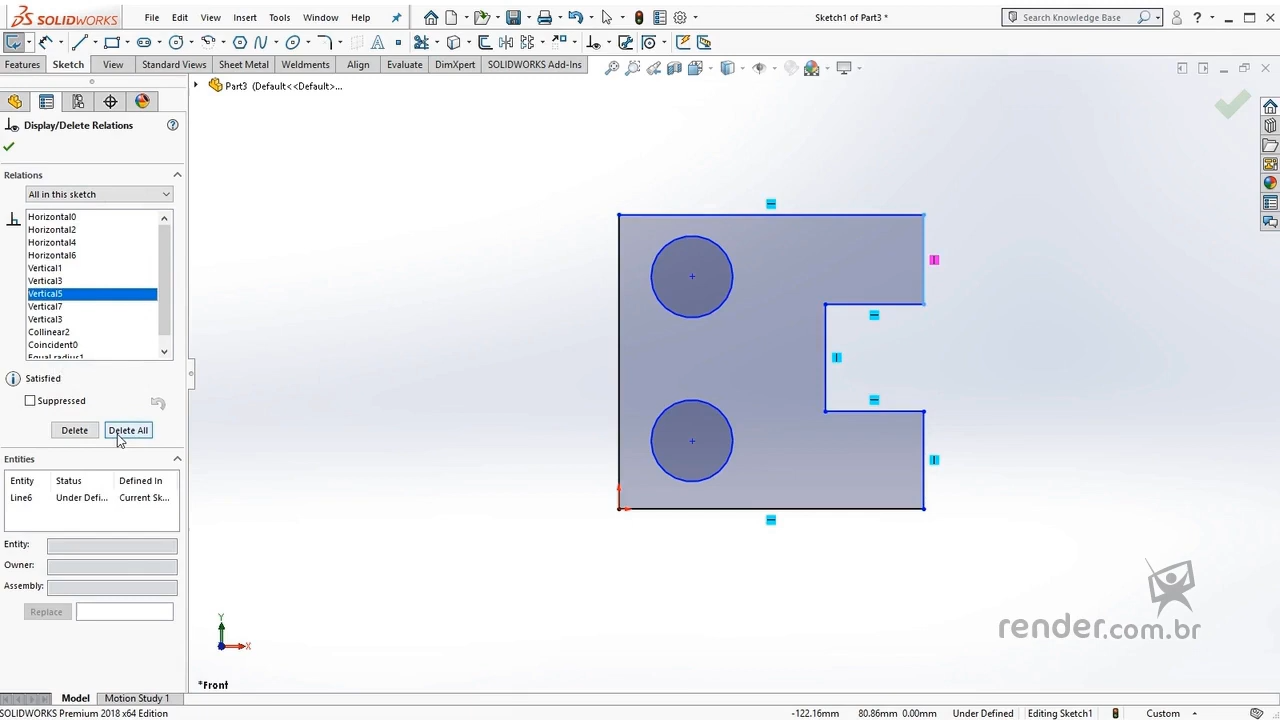 SOLIDWORKS File Edit View Insert Tools Window Help Sketch1 of Part3 * Search Knowledge Base ?
Features Sketch View Standard Views Sheet Metal Weldments Align Evaluate DimXpert SOLIDWORKS Add-Ins
Part3 (Default<<Default>...
Display/Delete Relations ?
Relations
All in this sketch
Horizontal0
Horizontal2
Horizontal4
Horizontal6
Vertical1
Vertical3
Vertical5
Vertical7
Vertical3
Collinear2
Coincident0
Equal radius1
Satisfied
Suppressed
Delete Delete All
Entities
Entity Status Defined In
Line6 Under Defi... Current Sk...
Entity:
Owner:
Assembly:
Replace
Y
X
render.com.br
*Front
Model Motion Study 1
SOLIDWORKS Premium 2018 x64 Edition -122.16mm 80.86mm 0.00mm Under Defined Editing Sketch1 Custom